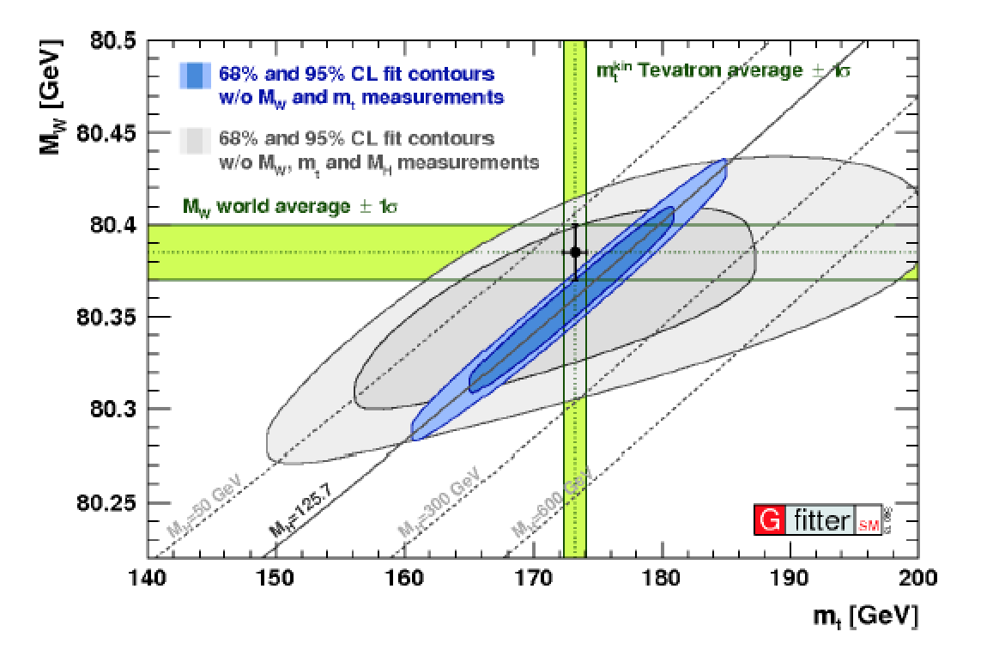 M_W [GeV]
80.5
80.45
80.4
80.35
80.3
80.25
68% and 95% CL fit contours
w/o M_W and m_t measurements
68% and 95% CL fit contours
w/o M_W, m_t and M_H measurements
M_W world average ± 1σ
m_t^kin Tevatron average ± 1σ
M_H=50 GeV
M_H=125.7
M_H=300 GeV
M_H=600 GeV
G fitter SM
140 150 160 170 180 190 200
m_t [GeV]